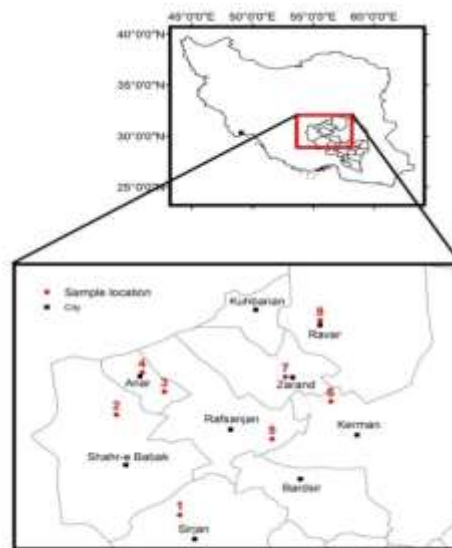 45°0'0"E 50°0'0"E 55°0'0"E 60°0'0"E
40°0'0"N
35°0'0"N
30°0'0"N
25°0'0"N
Sample location
City
Kuhbanan
8
Ravar
4
Anar
3
7
Zarand
2
6
Rafsanjan
5
Kerman
Shahr-e Babak
Bardsir
1
Sirjan